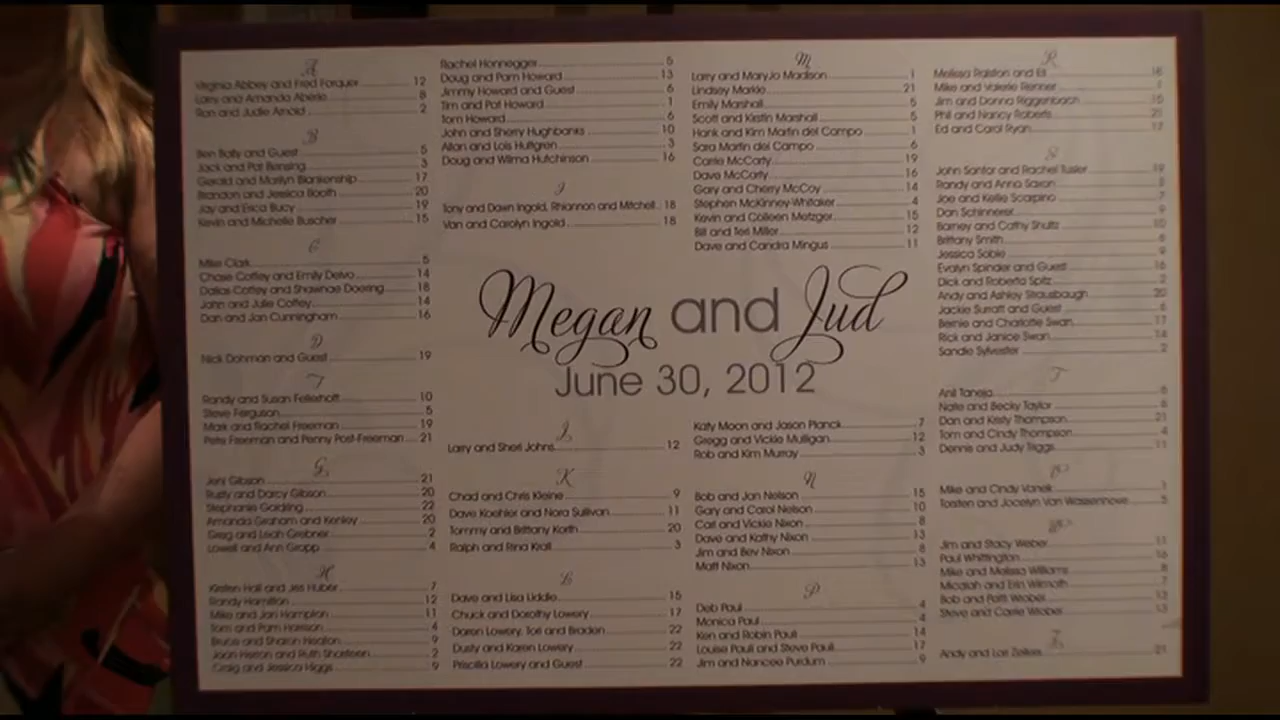 A
Virginia Abbey and Fred Forquer 12
Larry and Amanda Aberle 8
Ron and Judie Arnold 2
B
Ben Bally and Guest 5
Jack and Pat Bensing 3
Gerald and Marilyn Blankenship 17
Brandon and Jessica Booth 20
Jay and Erica Bucy 19
Kevin and Michelle Buscher 15
C
Mike Clark 5
Chase Coffey and Emily Delvo 14
Dallas Coffey and Shawnae Doering 18
John and Julie Coffey 14
Dan and Jan Cunningham 16
D
Nick Dohman and Guest 19
F
Randy and Susan Fellerhoff 10
Steve Ferguson 5
Mark and Rachel Freeman 19
Pete Freeman and Penny Post-Freeman 21
G
Jeni Gibson 21
Rusty and Darcy Gibson 20
Stephanie Golding 22
Amanda Graham and Kenley 20
Greg and Leah Grebner 2
Lowell and Ann Gropp 4
H
Kirsten Hall and Jes Huber 7
Randy Hamilton 12
Mike and Jan Hampton 11
Tom and Pam Harrison 4
Bruce and Sharon Heaton 9
Joan Herron and Ruth 2
Craig and Jessica Higgs 9
Rachel Honnegger 5
Doug and Pam Howard 13
Jimmy Howard and Guest 6
Tim and Pat Howard 1
Tom Howard 6
John and Sherry Hughbanks 10
Allan and Lois Hultgren 3
Doug and Wilma Hutchinson 16
I
Tony and Dawn Ingold, Rhiannon and Mitchell 18
Van and Carolyn Ingold 18
Megan and Jud
June 30, 2012
J
Larry and Sheri Johns 12
K
Chad and Chris Kleine 9
Dave Koehler and Nora Sullivan 11
Tommy and Brittany Korth 20
Ralph and Rina Krall 3
L
Dave and Lisa Liddle 15
Chuck and Dorothy Lowery 17
Daren Lowery, Tori and Braden 22
Dusty and Karen Lowery 22
Priscilla Lowery and Guest 22
M
Larry and MaryJo Madison 1
Lindsey Markle 21
Emily Marshall 5
Scott and Kirstin Marshall 5
Hank and Kim Martin del Campo 1
Sara Martin del Campo 6
Carrie McCarty 19
Dave McCarty 16
Gary and Cherry McCoy 14
Stephen McKinney-Whitaker 4
Kevin and Colleen Metzger 15
Bill and Teri Miller 12
Dave and Candra Mingus 11
Katy Moon and Jason Planck 7
Gregg and Vickie Mulligan 12
Rob and Kim Murray 3
N
Bob and Jan Nelson 15
Gary and Carol Nelson 10
Carl and Vickie Nixon 8
Dave and Kathy Nixon 13
Jim and Bev Nixon 8
Matt Nixon 13
P
Deb Paul 4
Monica Paul 4
Ken and Robin Pauli 14
Louise Pauli and Steve Pauli 17
Jim and Nancee Purdum 9
R
Melissa Ralston and Eli 18
Mike and Valerie Renner 1
Jim and Donna Riggenbach 10
Phil and Nancy Roberts 21
Ed and Carol Ryan 17
S
John Santor and Rachel Tusler 19
Randy and Anna Saxon 8
Joe and Kellie Scarpino 7
Dan Schinnerer 9
Barney and Cathy Shultz 10
Brittany Smith 6
Jessica Soble 9
Evalyn Spinder and Guest 16
Dick and Roberta Spitz 2
Andy and Ashley Strausbaugh 20
Jackie Surratt and Guest 6
Bernie and Charlotte Swan 17
Rick and Janice Swan 14
Sandie Sylvester 2
T
Anil Taneja 6
Nate and Becky Taylor 8
Dan and Kristy Thompson 21
Tom and Cindy Thompson 4
Dennis and Judy Triggs 11
V
Mike and Cindy Vanek 1
Torsten and Jocelyn Van Wassenhove 5
W
Jim and Stacy Weber 11
Paul Whittington 16
Mike and Melissa Williams 8
Micaiah and Erin Wilmoth 7
Bob and Patti Wrober 13
Steve and Carrie Wrober 13
Z
Andy and Lori Zellers 21